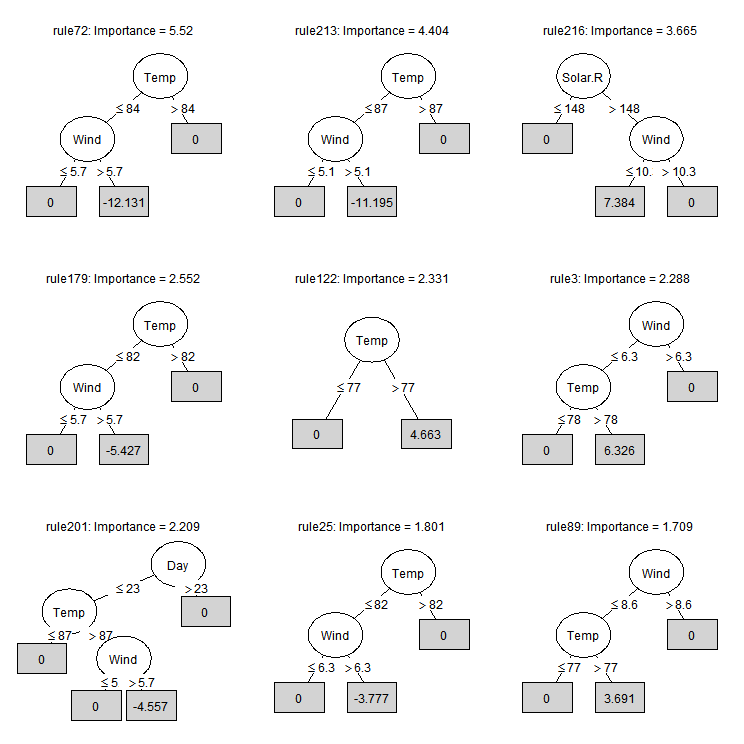 rule72: Importance = 5.52
Temp
≤ 84
> 84
Wind
0
≤ 5.7
> 5.7
0
-12.131
rule213: Importance = 4.404
Temp
≤ 87
> 87
Wind
0
≤ 5.1
> 5.1
0
-11.195
rule216: Importance = 3.665
Solar.R
≤ 148
> 148
0
Wind
≤ 10.
> 10.3
7.384
0
rule179: Importance = 2.552
Temp
≤ 82
> 82
Wind
0
≤ 5.7
> 5.7
0
-5.427
rule122: Importance = 2.331
Temp
≤ 77
> 77
0
4.663
rule3: Importance = 2.288
Wind
≤ 6.3
> 6.3
Temp
0
≤ 78
> 78
0
6.326
rule201: Importance = 2.209
Day
≤ 23
> 23
Temp
0
≤ 87
> 87
0
Wind
≤ 5
> 5.7
0
-4.557
rule25: Importance = 1.801
Temp
≤ 82
> 82
Wind
0
≤ 6.3
> 6.3
0
-3.777
rule89: Importance = 1.709
Wind
≤ 8.6
> 8.6
Temp
0
≤ 77
> 77
0
3.691